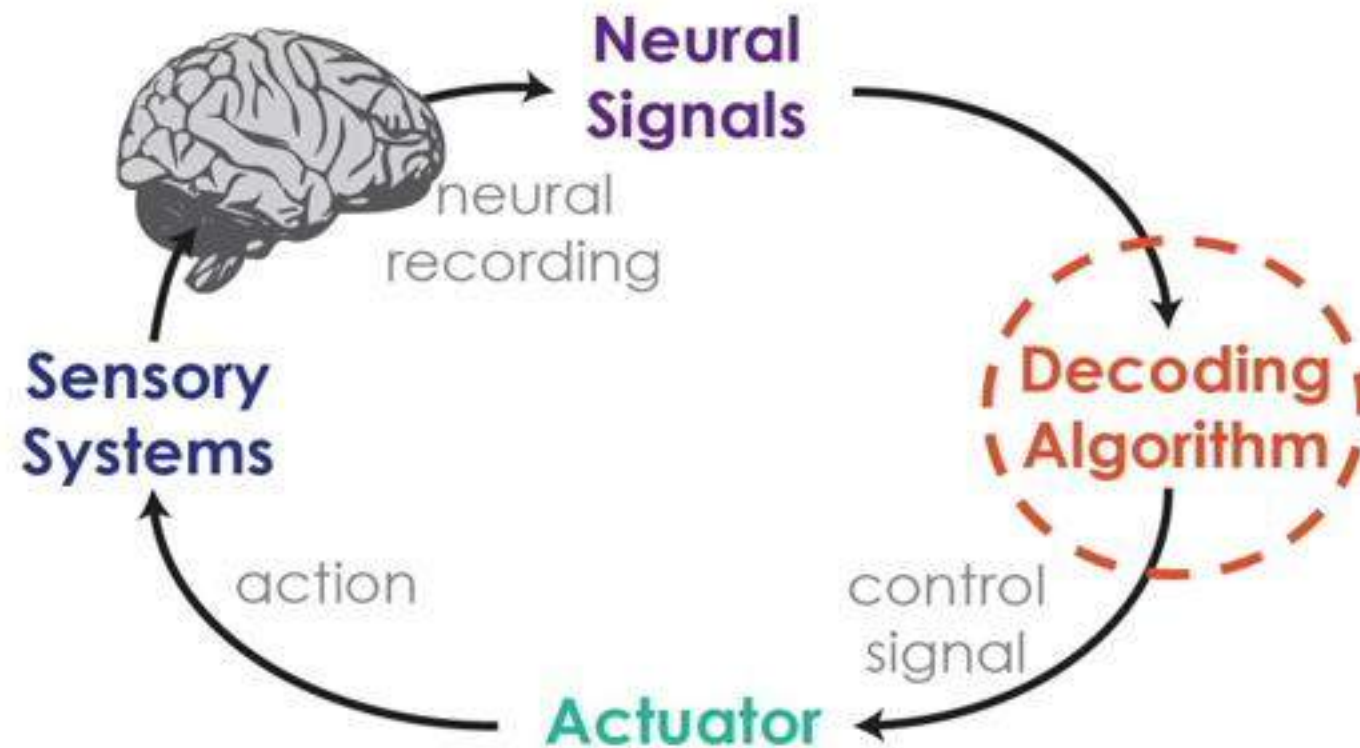 Neural
Signals
neural
recording
Decoding
Algorithm
control
signal
Actuator
action
Sensory
Systems